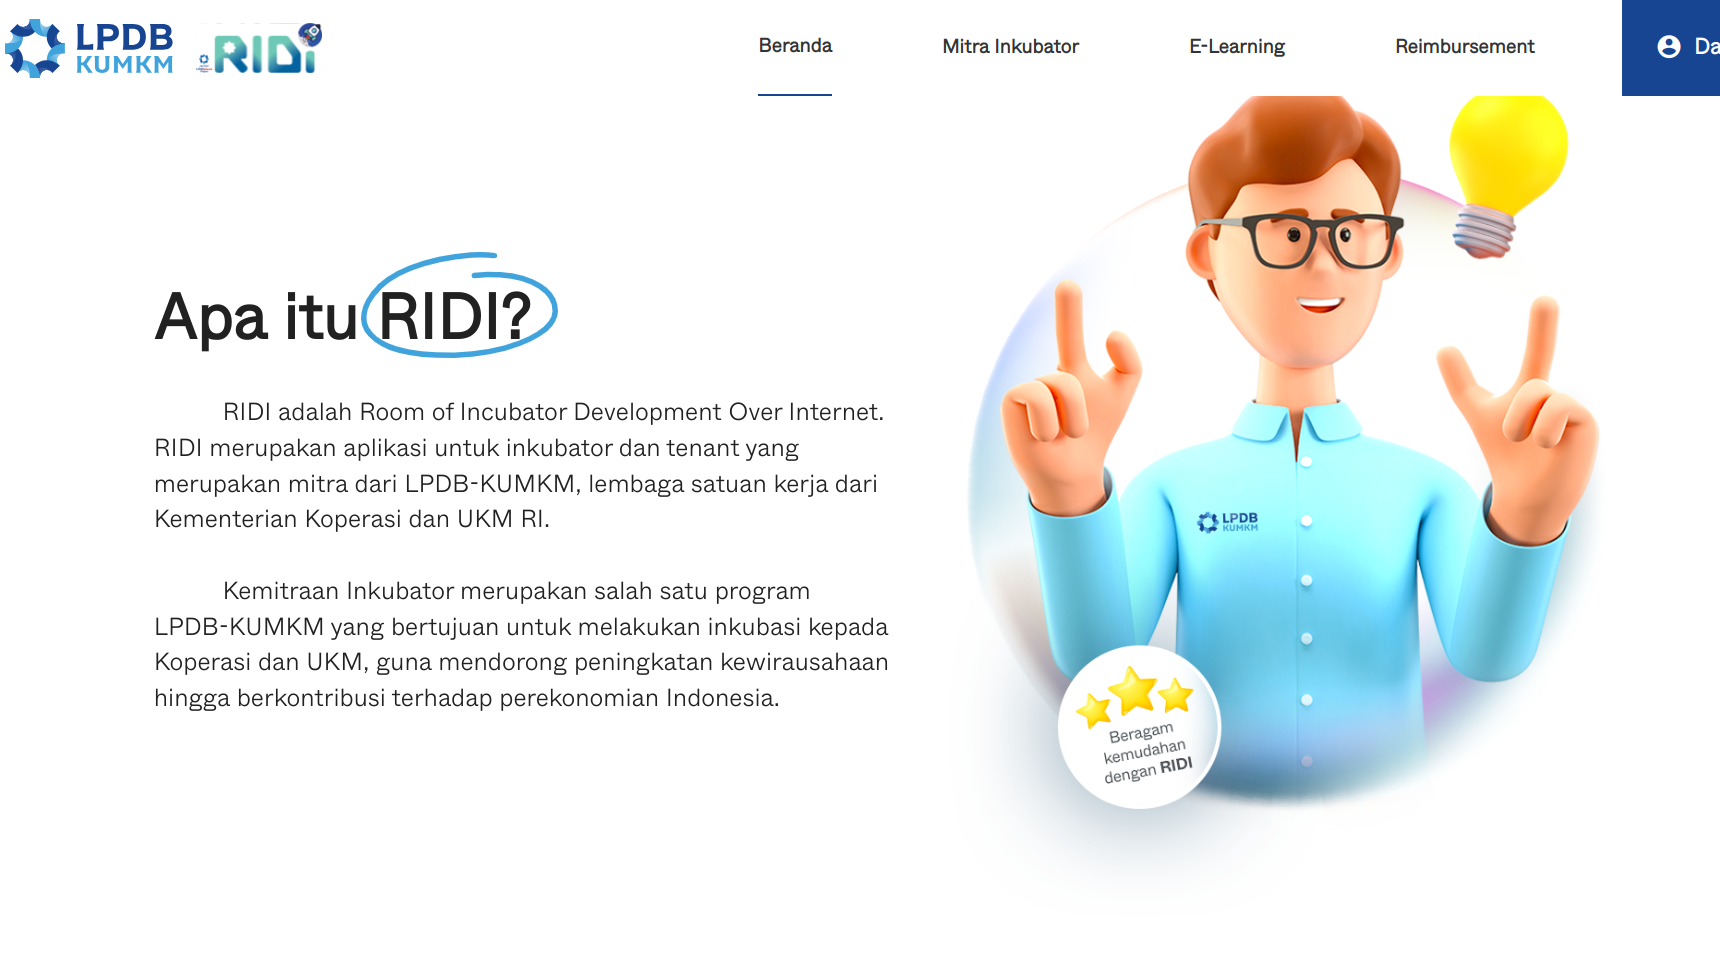 LPDB
KUMKM
RIDI
Beranda
Mitra Inkubator
E-Learning
Reimbursement
Apa itu RIDI?
RIDI adalah Room of Incubator Development Over Internet.
RIDI merupakan aplikasi untuk inkubator dan tenant yang
merupakan mitra dari LPDB-KUMKM, lembaga satuan kerja dari
Kementerian Koperasi dan UKM RI.
Kemitraan Inkubator merupakan salah satu program
LPDB-KUMKM yang bertujuan untuk melakukan inkubasi kepada
Koperasi dan UKM, guna mendorong peningkatan kewirausahaan
hingga berkontribusi terhadap perekonomian Indonesia.
LPDB
KUMKM
Beragam
kemudahan
dengan RIDI